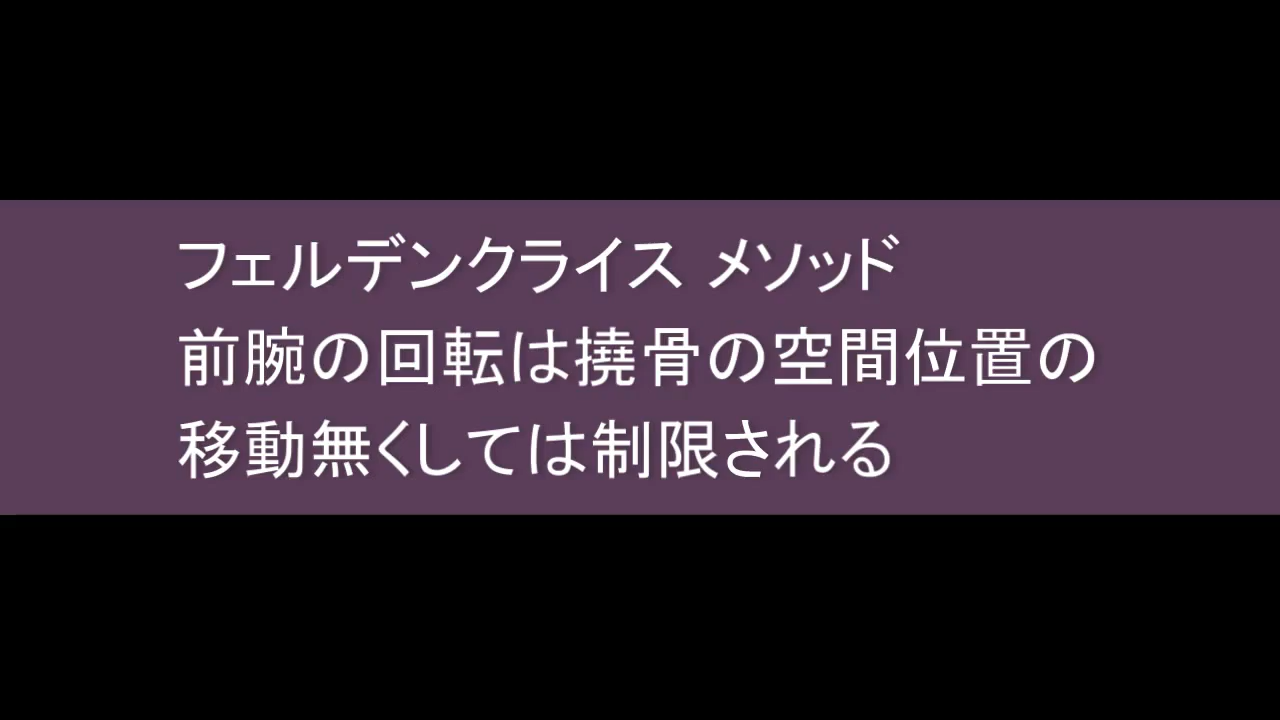 フェルデンクライス メソッド
前腕の回転は撓骨の空間位置の
移動無くしては制限される